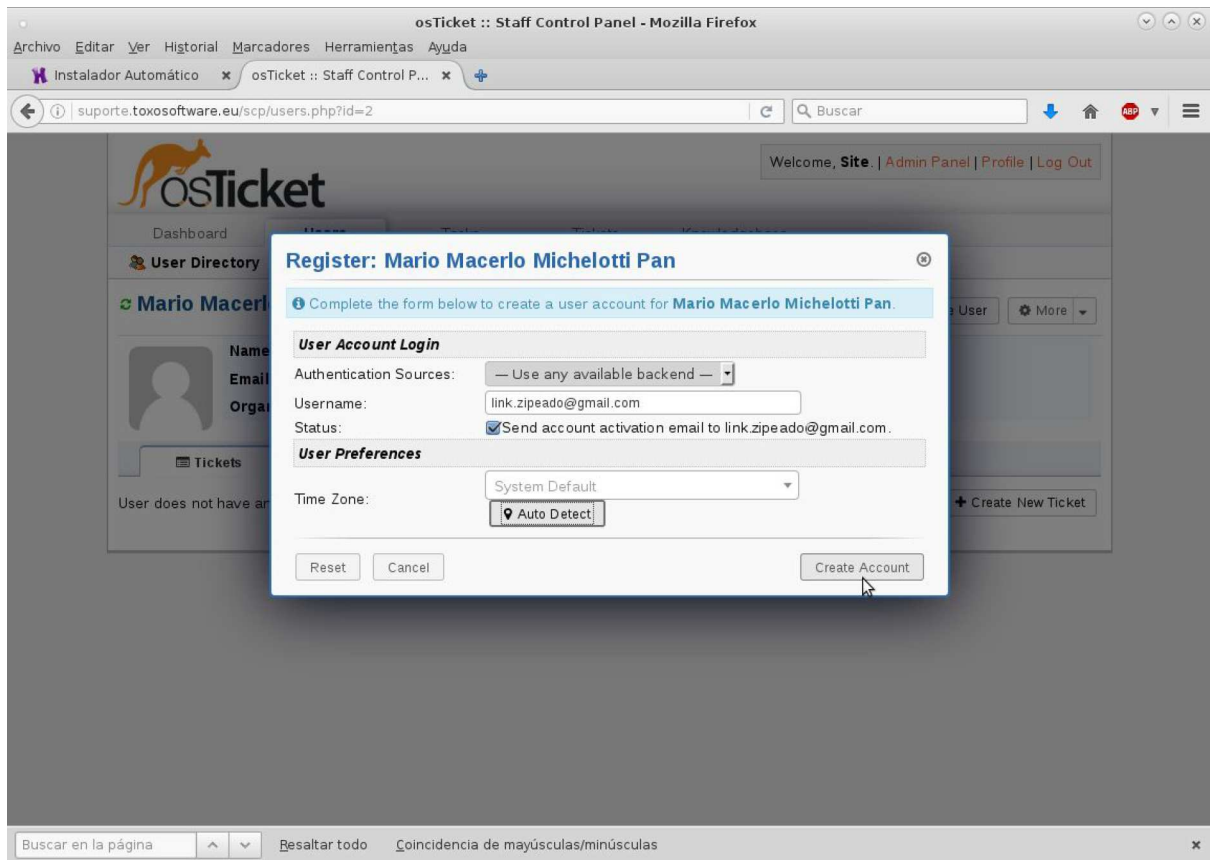 osTicket :: Staff Control Panel - Mozilla Firefox
Archivo Editar Ver Historial Marcadores Herramientas Ayuda
Instalador Automático osTicket :: Staff Control P...
suporte.toxosoftware.eu/scp/users.php?id=2 Buscar ABP
osTicket
Welcome, Site. | Admin Panel | Profile | Log Out
Dashboard Users Tasks Tickets Knowledgebase
User Directory
Register: Mario Macerlo Michelotti Pan
Complete the form below to create a user account for Mario Macerlo Michelotti Pan.
Mario Macerl
User More
Name
Email
Orga
User Account Login
Authentication Sources: — Use any available backend —
Username: link.zipeado@gmail.com
Status: Send account activation email to link.zipeado@gmail.com.
User Preferences
Time Zone: System Default
Auto Detect
Tickets
User does not have an
Create New Ticket
Reset Cancel Create Account
Buscar en la página Resaltar todo Coincidencia de mayúsculas/minúsculas